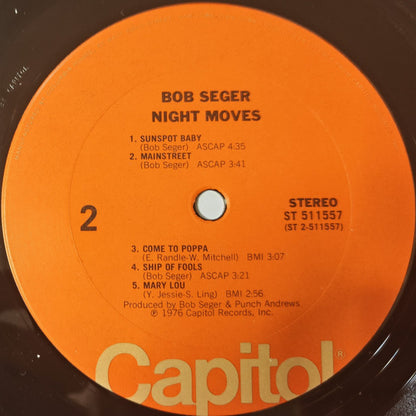 BOB SEGER
NIGHT MOVES
1. SUNSPOT BABY
(Bob Seger) ASCAP 4:35
2. MAINSTREET
(Bob Seger) ASCAP 3:41
2
STEREO
ST 511557
(ST 2-511557)
3. COME TO POPPA
(E. Randle-W. Mitchell) BMI 3:07
4. SHIP OF FOOLS
(Bob Seger) ASCAP 3:21
5. MARY LOU
(Y. Jessie-S. Ling) BMI 2:56
Produced by Bob Seger & Punch Andrews.
℗ 1976 Capitol Records, Inc.
Capitol®